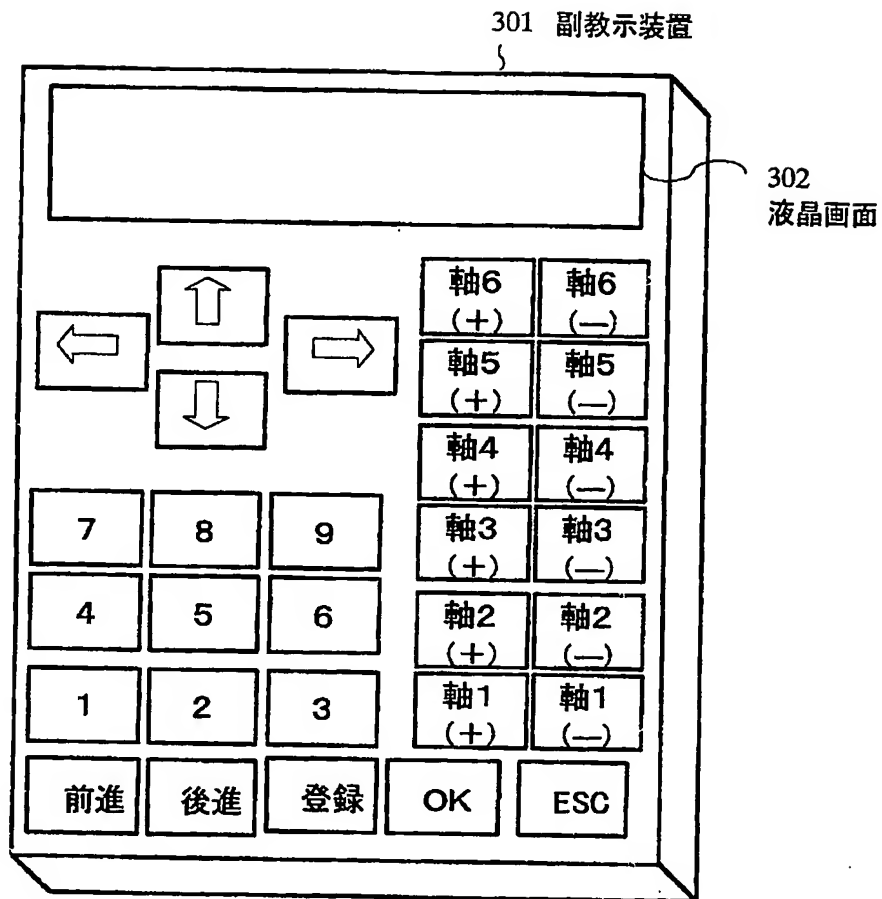 301 副教示装置
302
液晶画面
軸6 (+) 軸6 (—)
軸5 (+) 軸5 (—)
軸4 (+) 軸4 (—)
軸3 (+) 軸3 (—)
軸2 (+) 軸2 (—)
軸1 (+) 軸1 (—)
7 8 9
4 5 6
1 2 3
前進 後進 登録 OK ESC